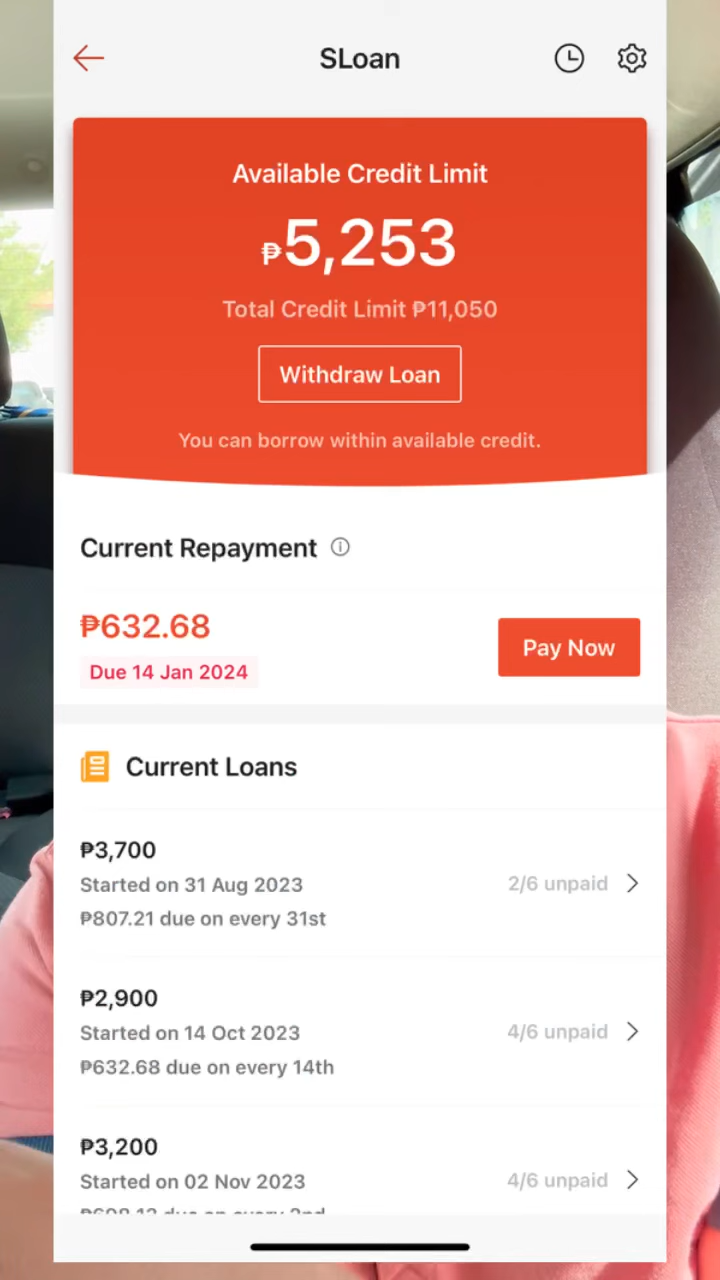 SLoan
Available Credit Limit
₱5,253
Total Credit Limit ₱11,050
Withdraw Loan
You can borrow within available credit.
Current Repayment
₱632.68
Due 14 Jan 2024
Pay Now
Current Loans
₱3,700
Started on 31 Aug 2023
2/6 unpaid
₱807.21 due on every 31st
₱2,900
Started on 14 Oct 2023
4/6 unpaid
₱632.68 due on every 14th
₱3,200
Started on 02 Nov 2023
4/6 unpaid